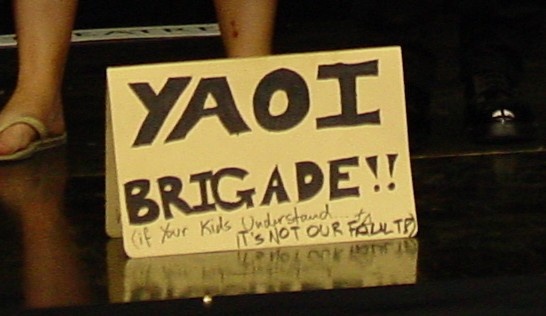 YAOI
BRIGADE!!
(if Your Kids Understand...
IT'S NOT OUR FAULT!)